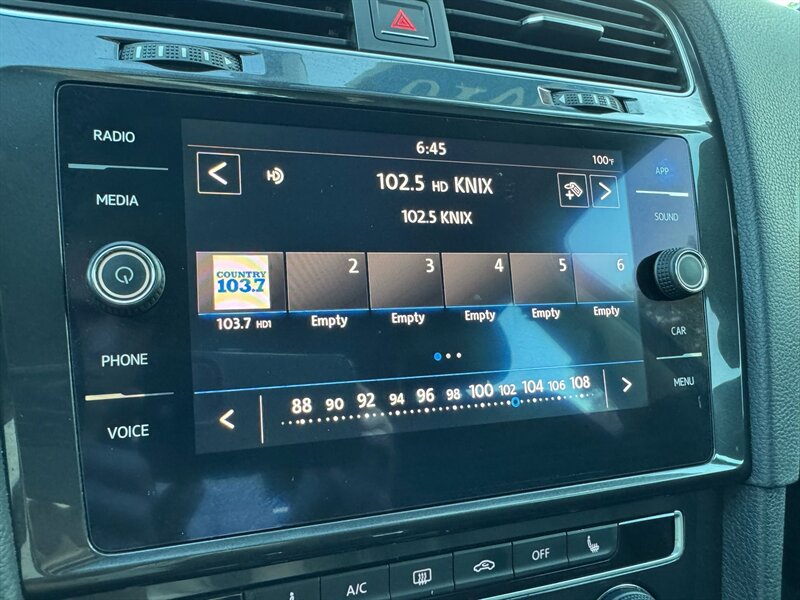 RADIO
MEDIA
PHONE
VOICE
6:45
100°F
HD
102.5 HD KNIX
102.5 KNIX
COUNTRY
103.7
2
3
4
5
6
103.7 HD1
Empty
Empty
Empty
Empty
Empty
88 90 92 94 96 98 100 102 104 106 108
APP
SOUND
CAR
MENU
A/C
OFF